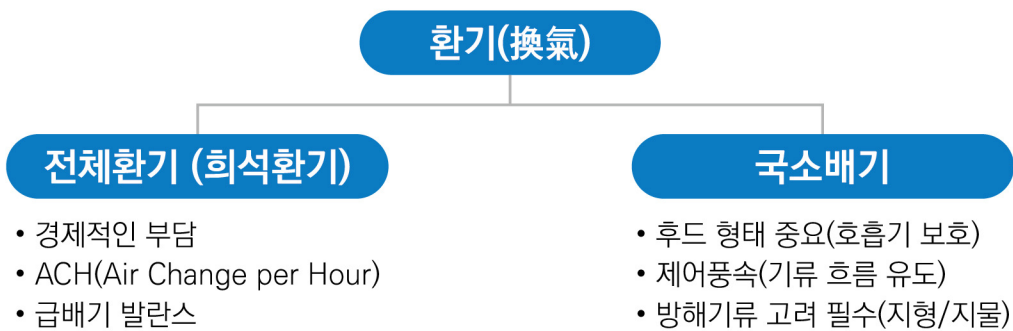 환기(換氣)
전체환기 (희석환기)
• 경제적인 부담
• ACH(Air Change per Hour)
• 급배기 발란스
국소배기
• 후드 형태 중요(호흡기 보호)
• 제어풍속(기류 흐름 유도)
• 방해기류 고려 필수(지형/지물)